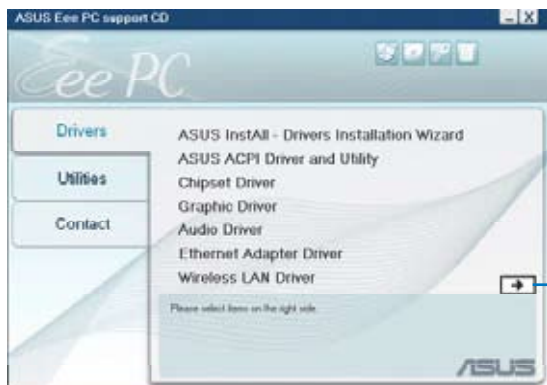 ASUS Eee PC support CD
Eee PC
Drivers
Utilities
Contact
ASUS InstAll - Drivers Installation Wizard
ASUS ACPI Driver and Utility
Chipset Driver
Graphic Driver
Audio Driver
Ethernet Adapter Driver
Wireless LAN Driver
Please select items on the right side.
ASUS